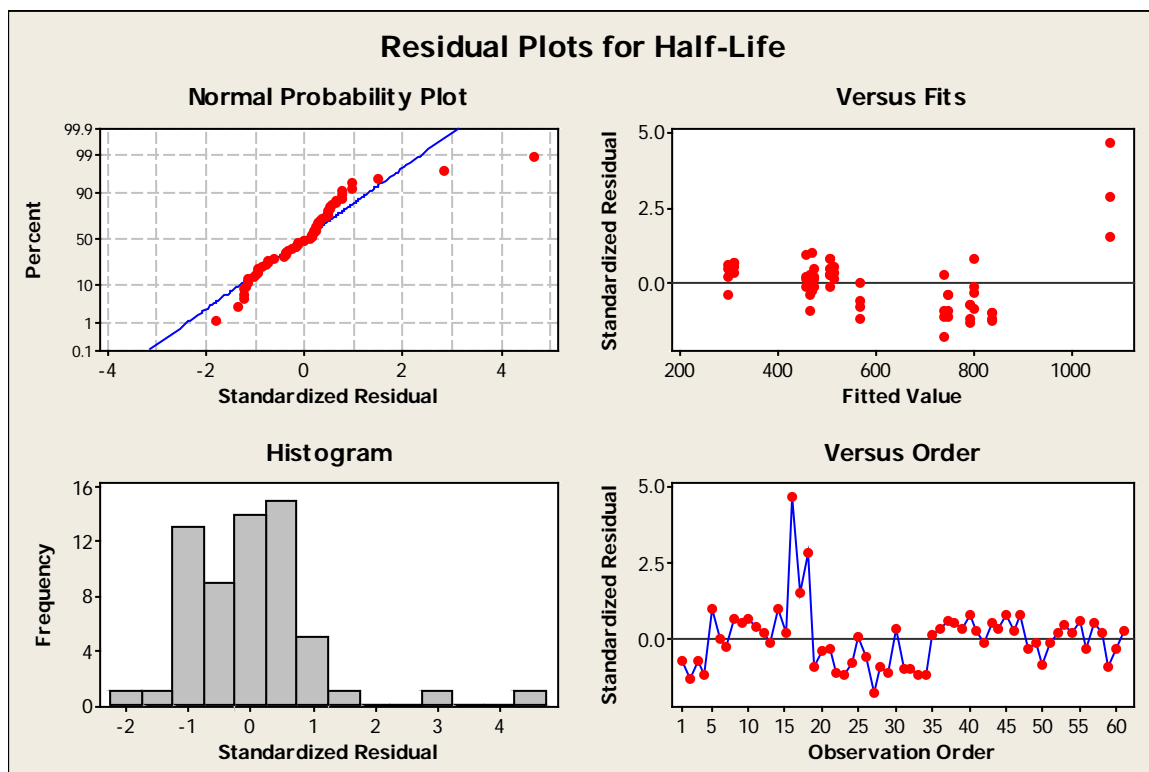 Residual Plots for Half-Life
Normal Probability Plot
99.9
99
90
50
10
1
0.1
Percent
-4 -2 0 2 4
Standardized Residual
Versus Fits
5.0
2.5
0.0
Standardized Residual
200 400 600 800 1000
Fitted Value
Histogram
16
12
8
4
0
Frequency
-2 -1 0 1 2 3 4
Standardized Residual
Versus Order
5.0
2.5
0.0
Standardized Residual
1 5 10 15 20 25 30 35 40 45 50 55 60
Observation Order